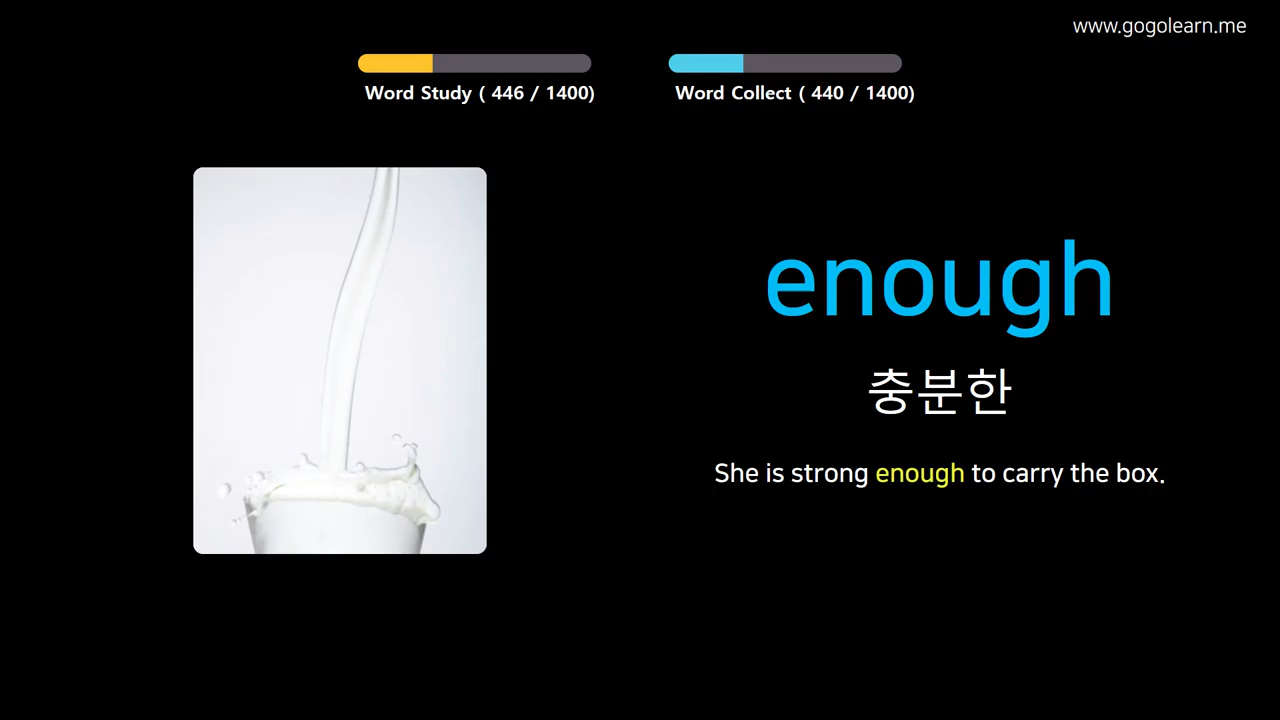 www.gogolearn.me
Word Study ( 446 / 1400)
Word Collect ( 440 / 1400)
enough
충분한
She is strong enough to carry the box.